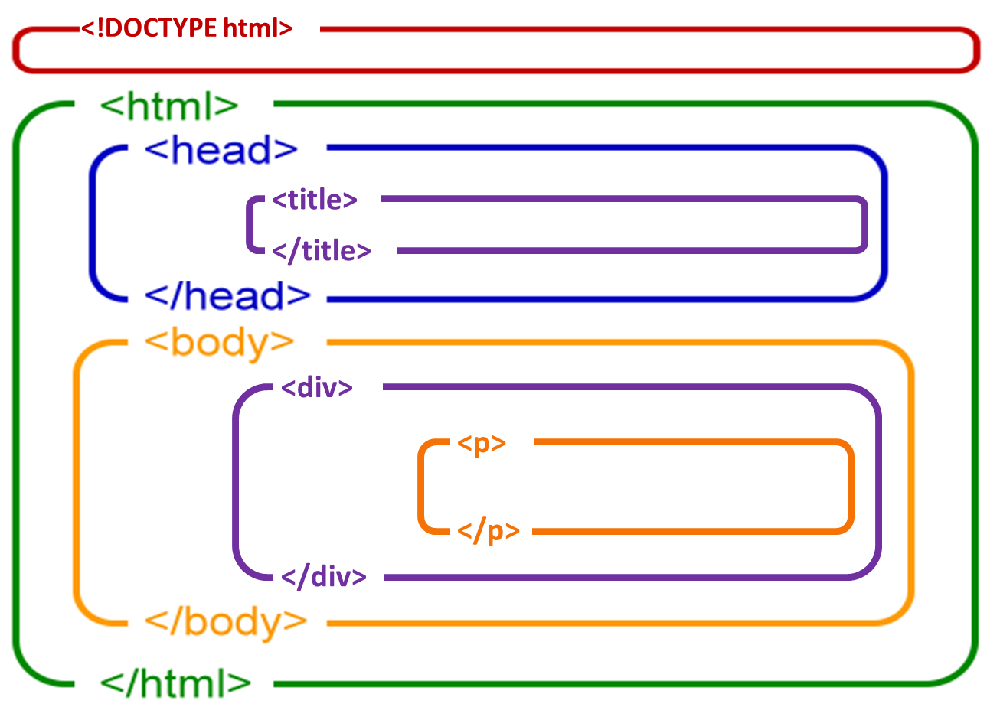 <!DOCTYPE html>
<html>
<head>
<title>
</title>
</head>
<body>
<div>
<p>
</p>
</div>
</body>
</html>